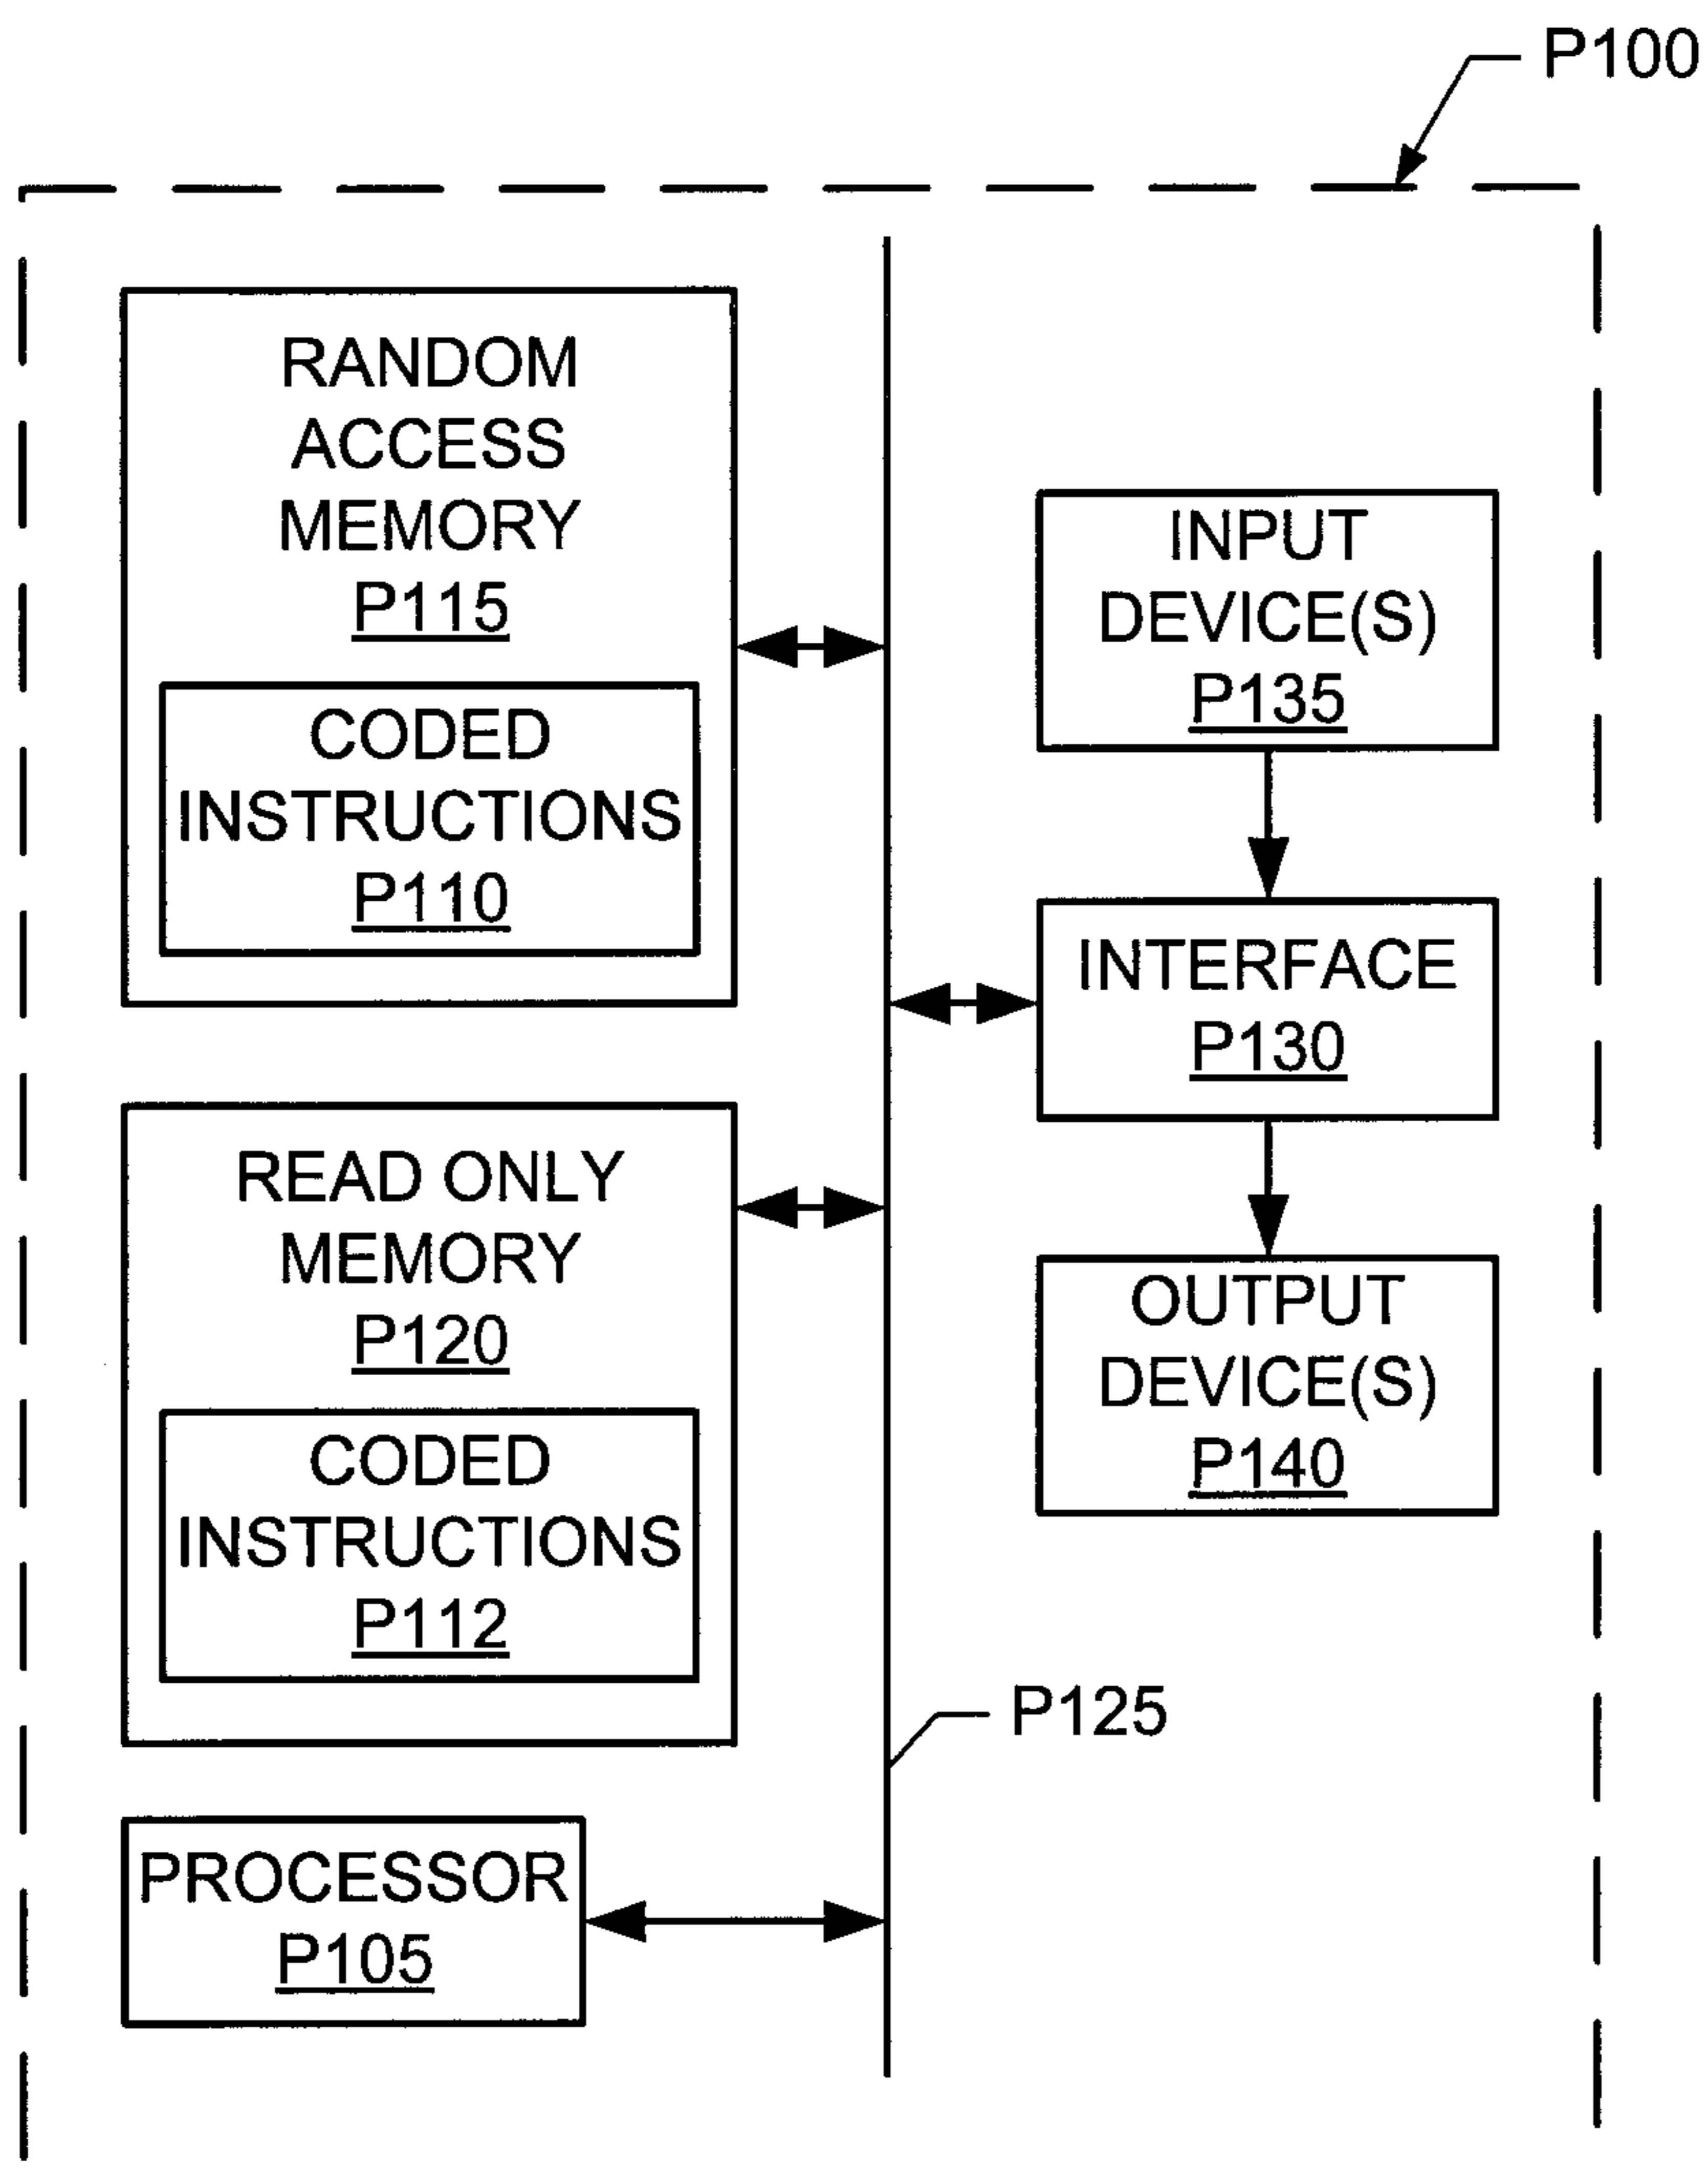 P100
RANDOM
ACCESS
MEMORY
P115
CODED
INSTRUCTIONS
P110
READ ONLY
MEMORY
P120
CODED
INSTRUCTIONS
P112
PROCESSOR
P105
INPUT
DEVICE(S)
P135
INTERFACE
P130
OUTPUT
DEVICE(S)
P140
P125